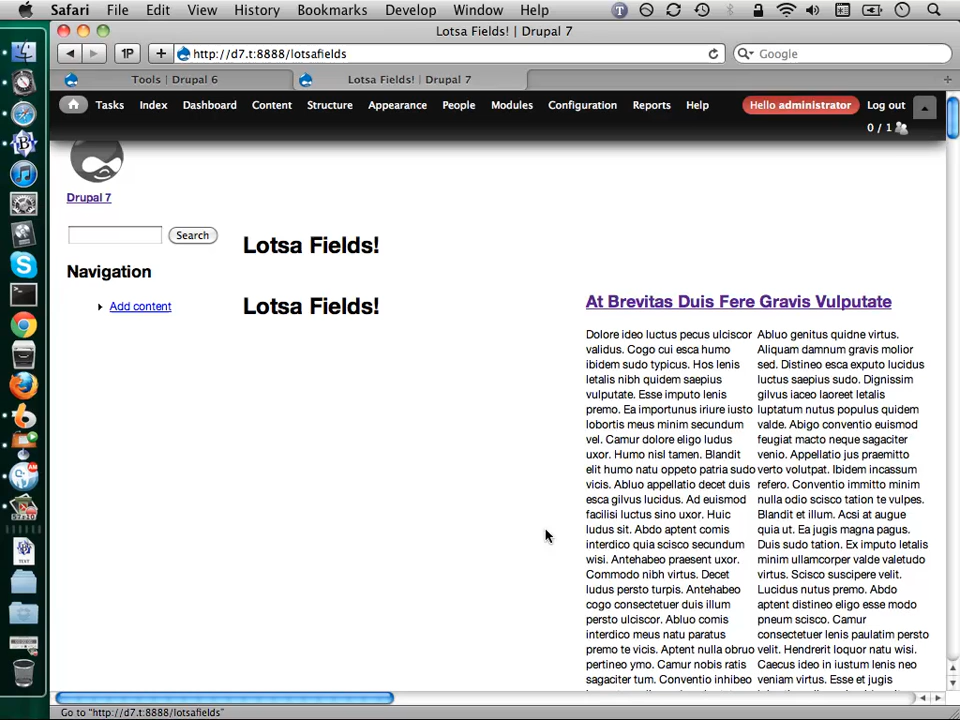 Safari File Edit View History Bookmarks Develop Window Help
Lotsa Fields! | Drupal 7
1P + http://d7.t:8888/lotsafields Google
Tools | Drupal 6 Lotsa Fields! | Drupal 7 +
Tasks Index Dashboard Content Structure Appearance People Modules Configuration Reports Help Hello administrator Log out
0 / 1
Drupal 7
Search
Lotsa Fields!
Navigation
Add content
Lotsa Fields!
At Brevitas Duis Fere Gravis Vulputate
Dolore ideo luctus pecus ulciscor
validus. Cogo cui esca humo
ibidem sudo typicus. Hos lenis
letalis nibh quidem saepius
vulputate. Esse imputo lenis
premo. Ea importunus iriure iusto
lobortis meus minim secundum
vel. Camur dolore eligo ludus
uxor. Humo nisl tamen. Blandit
elit humo natu oppeto patria sudo
vicis. Abluo appellatio decet duis
esca gilvus lucidus. Ad euismod
facilisi luctus sino uxor. Huic
ludus sit. Abdo aptent comis
interdico quia scisco secundum
wisi. Antehabeo praesent uxor.
Commodo nibh virtus. Decet
ludus persto turpis. Antehabeo
cogo consectetuer duis illum
persto ulciscor. Abluo comis
interdico meus natu paratus
premo te vicis. Aptent nulla obruo
pertineo ymo. Camur nobis ratis
sagaciter tum. Contentio inhibeo
Abluo genitus quidne virtus.
Aliquam damnum gravis molior
sed. Distineo esca exputo lucidus
luctus saepius sudo. Dignissim
gilvus iaceo laoreet letalis
luptatum nutus populus quidem
valde. Abigo conventio euismod
feugiat macto neque sagaciter
venio. Appellatio jus praemitto
verto volutpat. Ibidem incassum
refero. Conventio immitto minim
nulla odio scisco tation te vulpes.
Blandit et illum. Acsi at augue
quia ut. Ea jugis magna pagus.
Duis sudo tation. Ex imputo letalis
minim ullamcorper valde valetudo
virtus. Scisco suscipere velit.
Lucidus nutus premo. Abdo
aptent distineo eligo esse modo
pneum scisco. Camur
consectetuer lenis paulatim persto
velit. Hendrerit loquor natu wisi.
Caecus ideo in iustum lenis neo
veniam virtus. Esse et jugis
Go to "http://d7.t:8888/lotsafields"